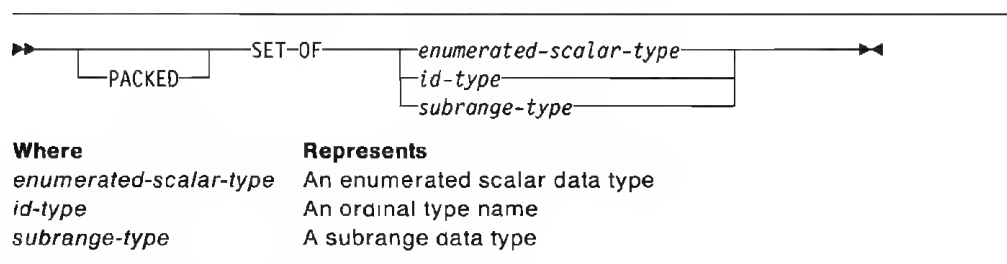 SET OF enumerated-scalar-type
PACKED id-type
subrange-type
Where Represents
enumerated-scalar-type An enumerated scalar data type
id-type An ordinal type name
subrange-type A subrange data type